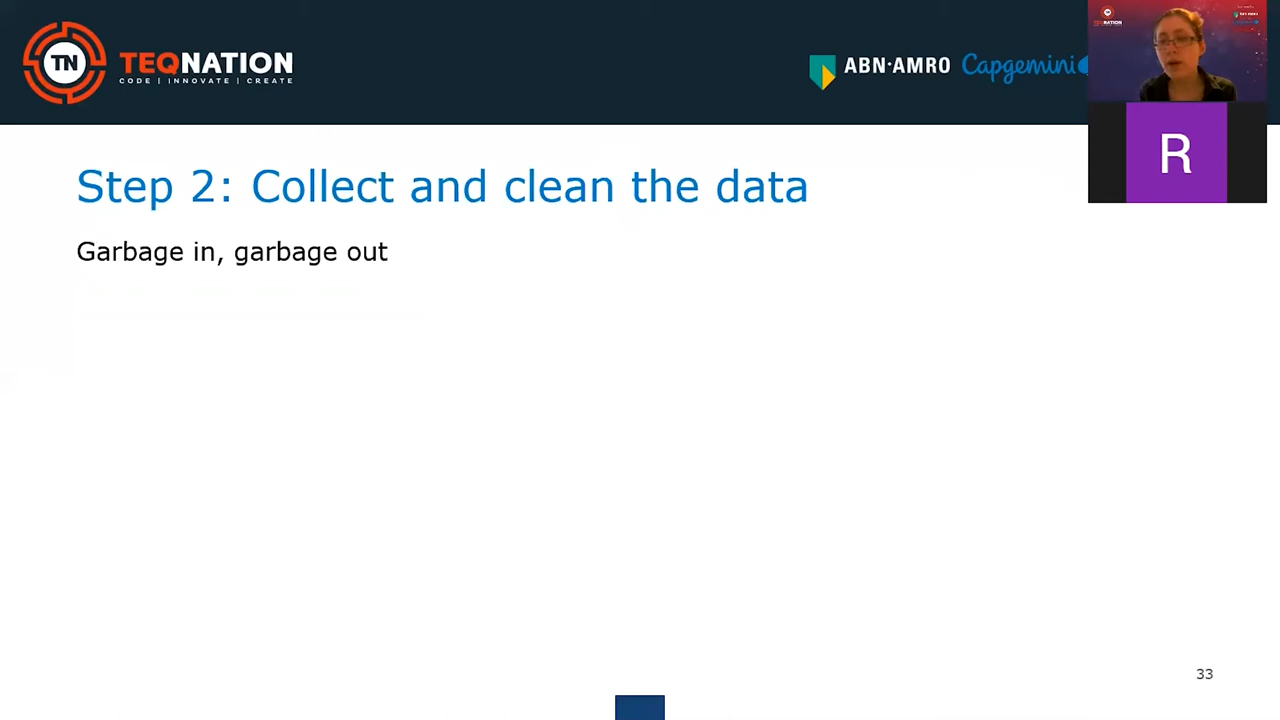 TN
TEQNATION
CODE | INNOVATE | CREATE
ABN·AMRO
Capgemini
R
Step 2: Collect and clean the data
Garbage in, garbage out
33